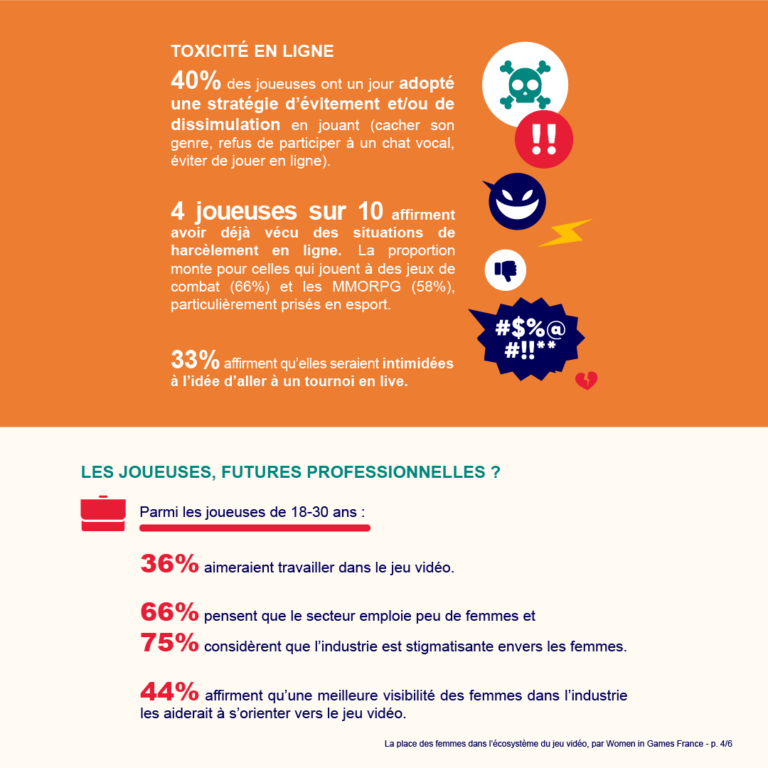 TOXICITÉ EN LIGNE
40% des joueuses ont un jour adopté
une stratégie d'évitement et/ou de
dissimulation en jouant (cacher son
genre, refus de participer à un chat vocal,
éviter de jouer en ligne).
4 joueuses sur 10 affirment
avoir déjà vécu des situations de
harcèlement en ligne. La proportion
monte pour celles qui jouent à des jeux de
combat (66%) et les MMORPG (58%),
particulièrement prisés en esport.
33% affirment qu'elles seraient intimidées
à l'idée d'aller à un tournoi en live.
!!
#$%@
#!!**
LES JOUEUSES, FUTURES PROFESSIONNELLES ?
Parmi les joueuses de 18-30 ans :
36% aimeraient travailler dans le jeu vidéo.
66% pensent que le secteur emploie peu de femmes et
75% considèrent que l'industrie est stigmatisante envers les femmes.
44% affirment qu'une meilleure visibilité des femmes dans l'industrie
les aiderait à s'orienter vers le jeu vidéo.
La place des femmes dans l'écosystème du jeu vidéo, par Women in Games France - p. 4/6